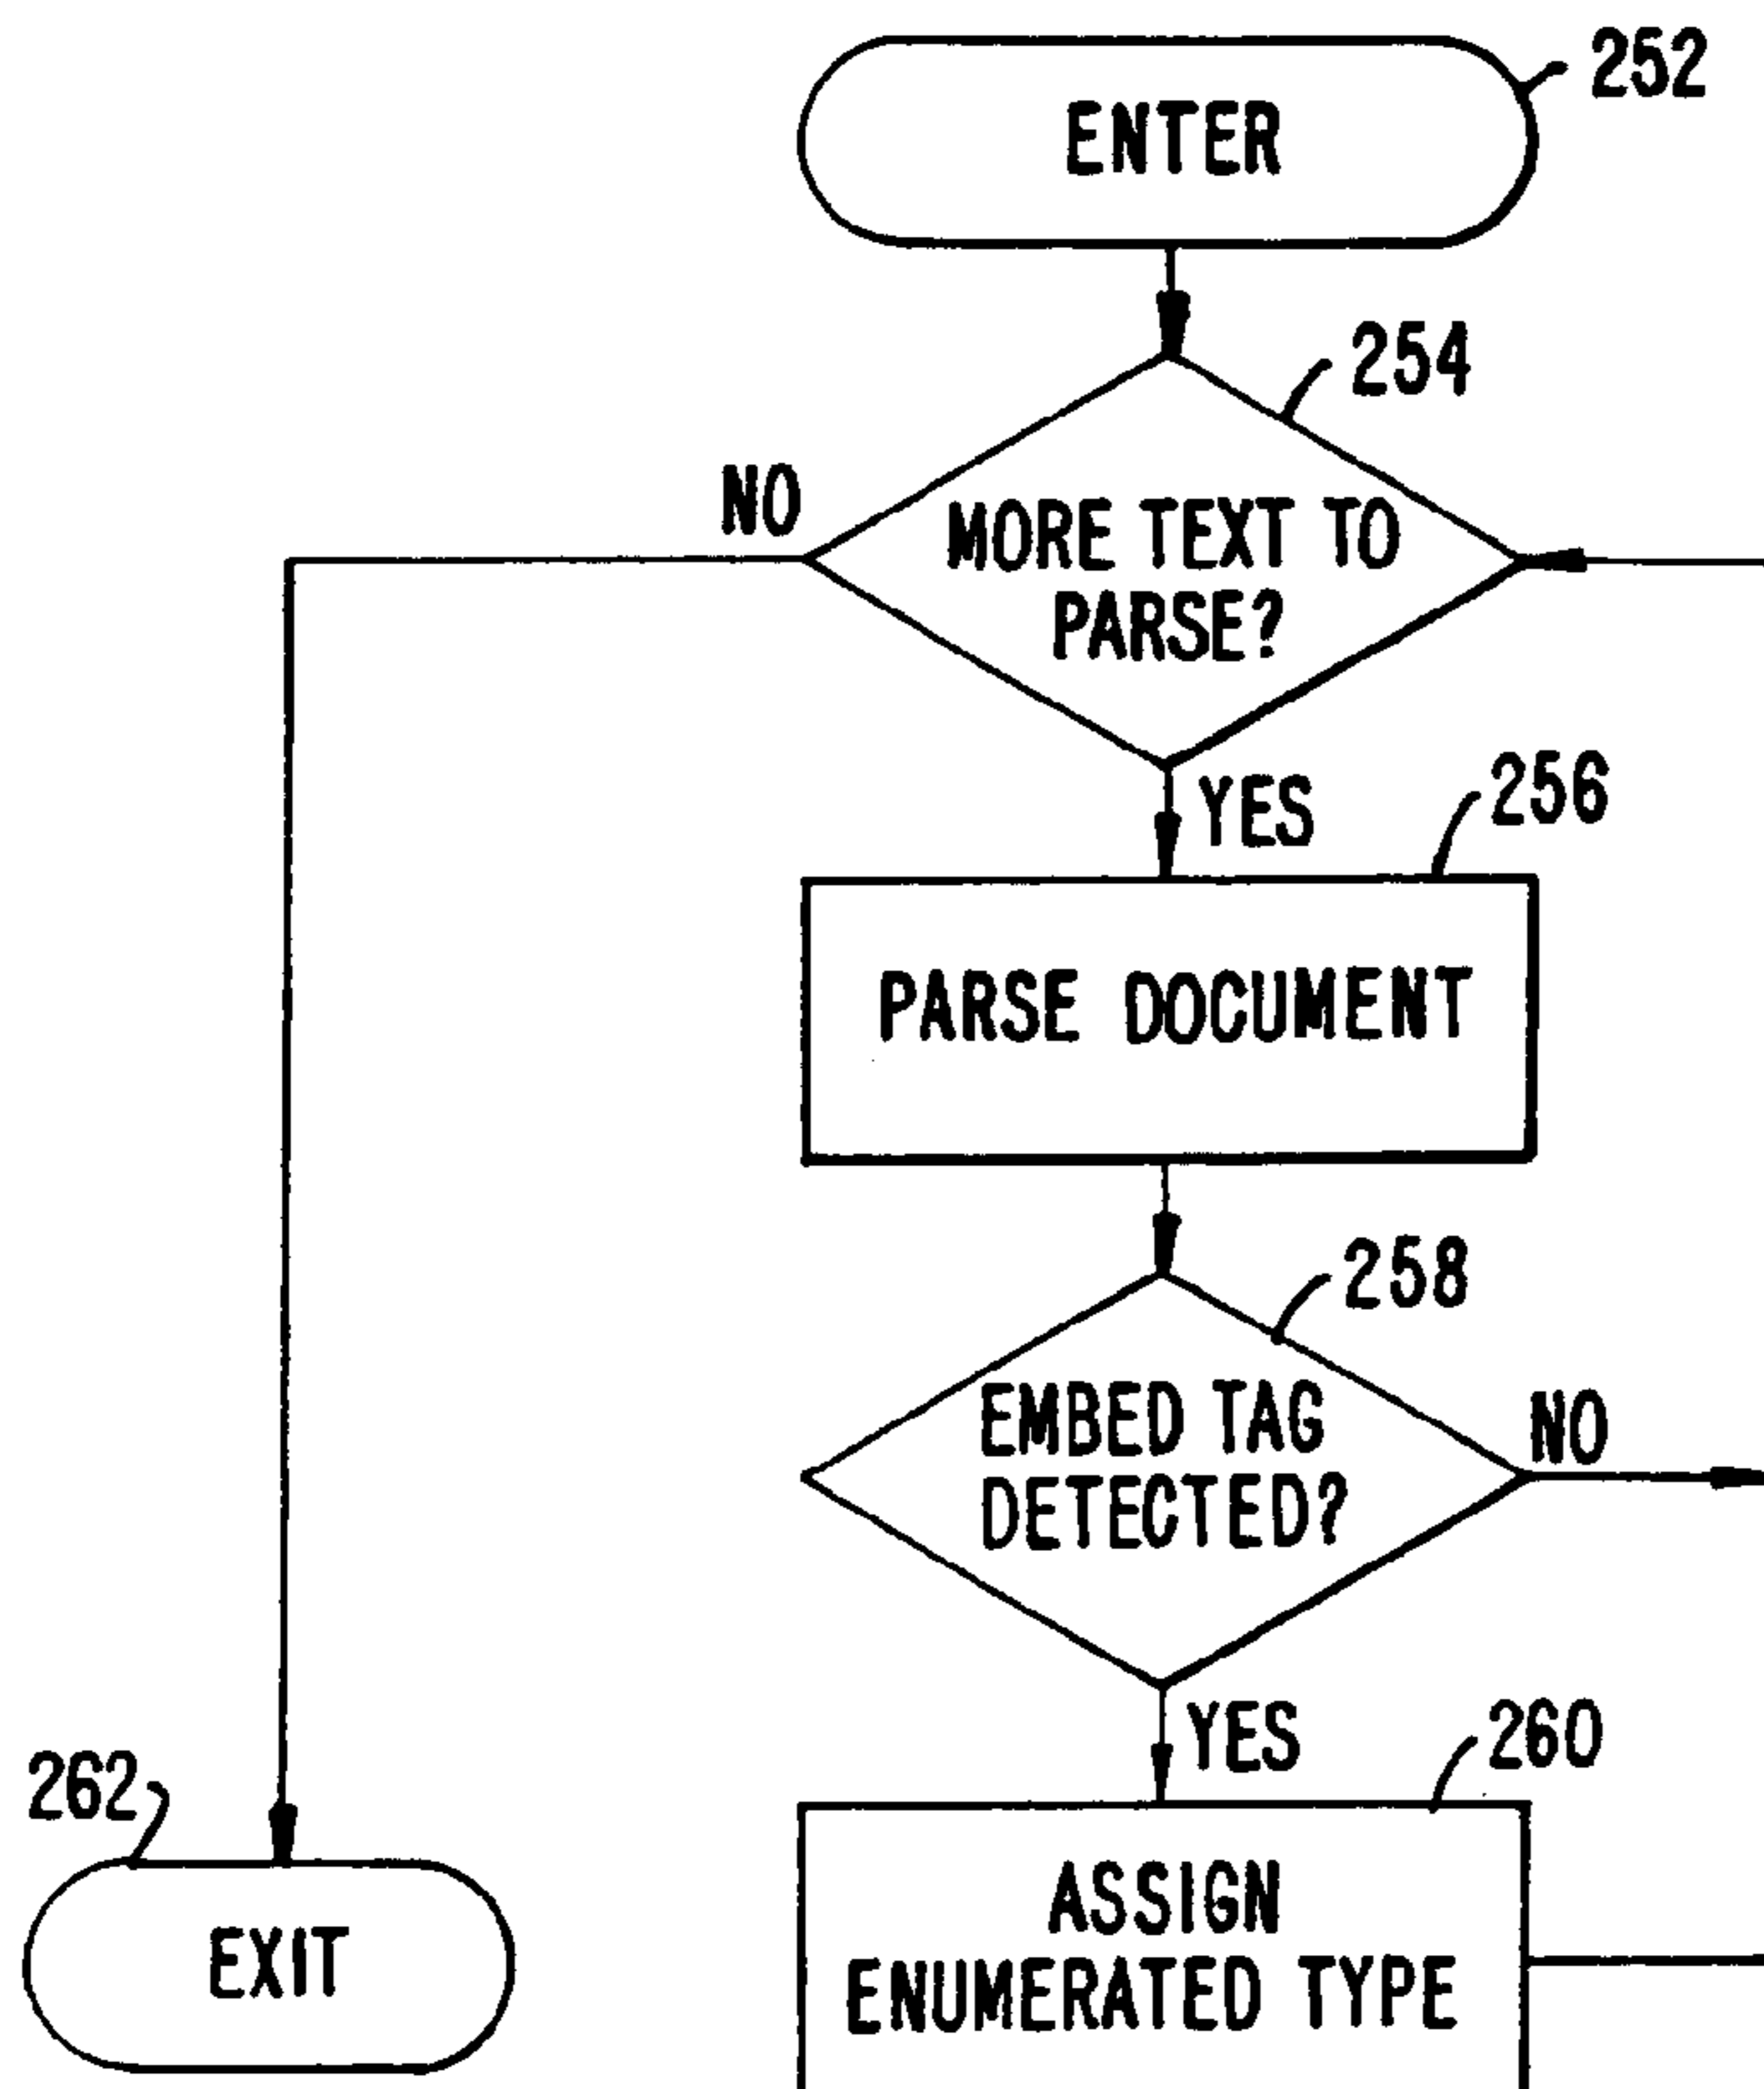 252
ENTER
254
NO
MORE TEXT TO
PARSE?
YES
256
PARSE DOCUMENT
258
EMBED TAG
DETECTED?
NO
YES
260
262
ASSIGN
ENUMERATED TYPE
EXIT